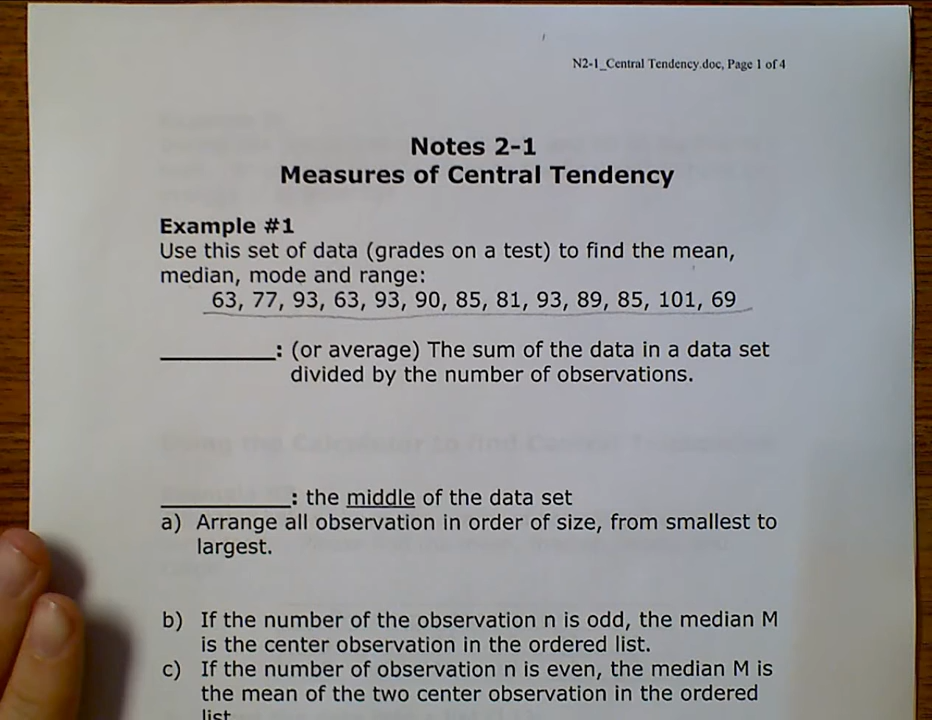 N2-1_Central Tendency.doc, Page 1 of 4
Notes 2-1
Measures of Central Tendency
Example #1
Use this set of data (grades on a test) to find the mean,
median, mode and range:
63, 77, 93, 63, 93, 90, 85, 81, 93, 89, 85, 101, 69
__________: (or average) The sum of the data in a data set
divided by the number of observations.
___________: the middle of the data set
a) Arrange all observation in order of size, from smallest to
largest.
b) If the number of the observation n is odd, the median M
is the center observation in the ordered list.
c) If the number of observation n is even, the median M is
the mean of the two center observation in the ordered
list